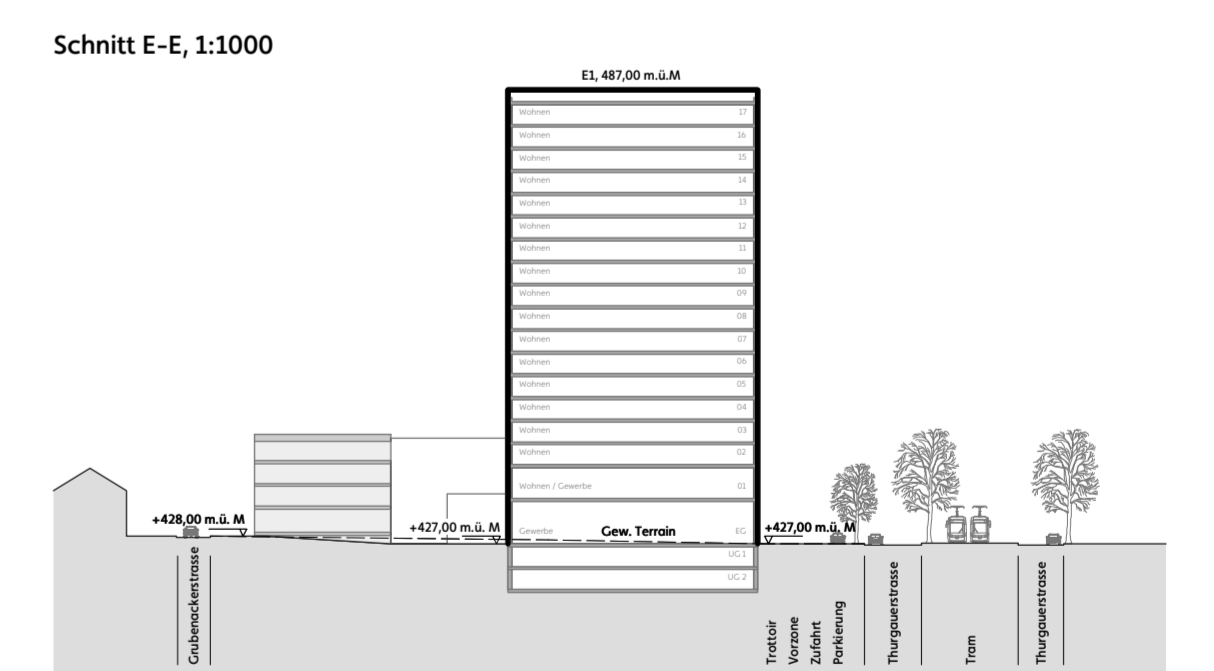 Schnitt E-E, 1:1000
E1, 487,00 m.ü.M
Wohnen 17
Wohnen 16
Wohnen 15
Wohnen 14
Wohnen 13
Wohnen 12
Wohnen 11
Wohnen 10
Wohnen 09
Wohnen 08
Wohnen 07
Wohnen 06
Wohnen 05
Wohnen 04
Wohnen 03
Wohnen 02
Wohnen / Gewerbe 01
+428,00 m.ü. M
+427,00 m.ü. M
Gewerbe Gew. Terrain EG
+427,00 m.ü. M
UG 1
UG 2
Grubenackerstrasse
Trottoir
Vorzone
Zufahrt
Parkierung
Thurgauerstrasse
Tram
Thurgauerstrasse